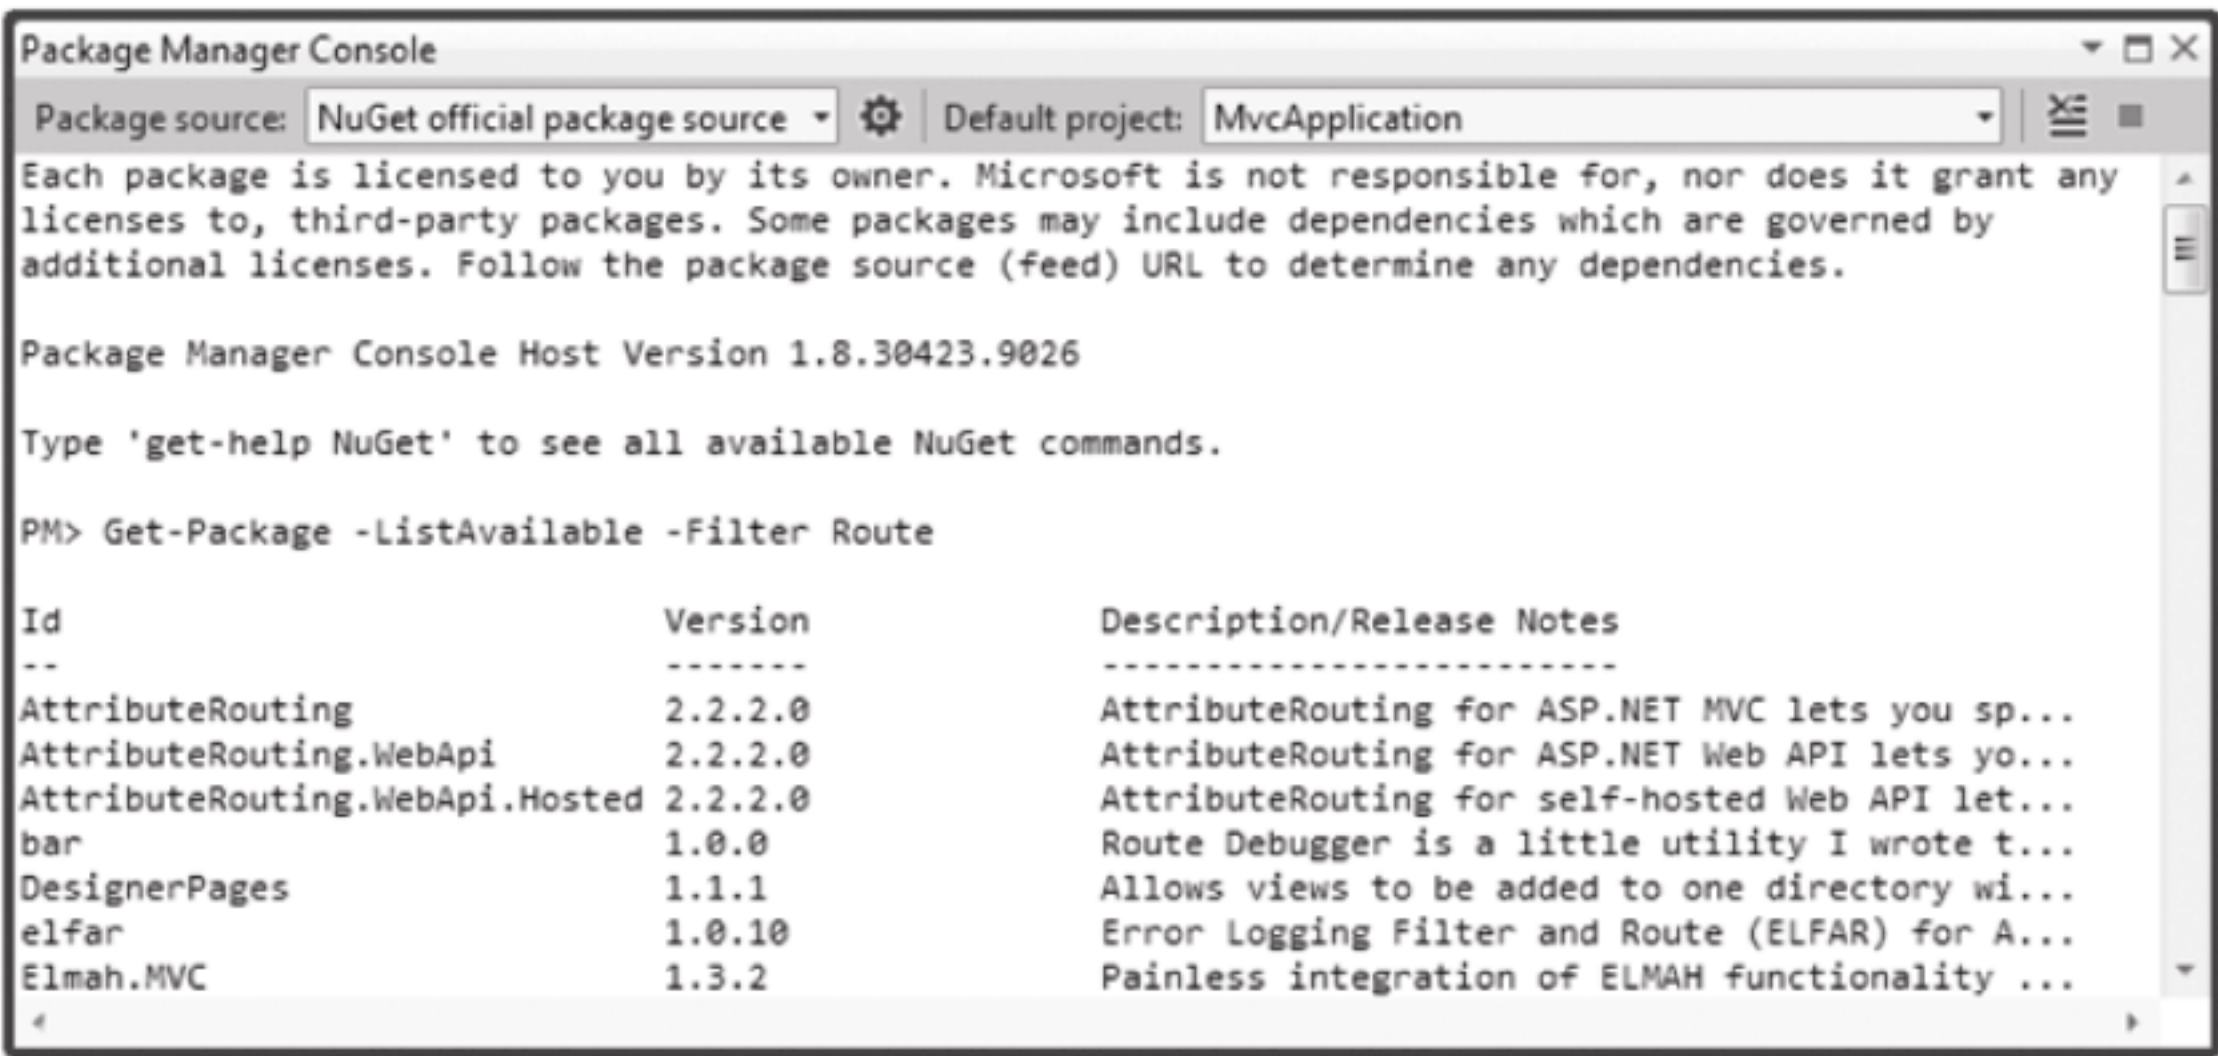 Package Manager Console
Package source: NuGet official package source Default project: MvcApplication
Each package is licensed to you by its owner. Microsoft is not responsible for, nor does it grant any
licenses to, third-party packages. Some packages may include dependencies which are governed by
additional licenses. Follow the package source (feed) URL to determine any dependencies.
Package Manager Console Host Version 1.8.30423.9026
Type 'get-help NuGet' to see all available NuGet commands.
PM> Get-Package -ListAvailable -Filter Route
Id Version Description/Release Notes
-- ------- -------------------------
AttributeRouting 2.2.2.0 AttributeRouting for ASP.NET MVC lets you sp...
AttributeRouting.WebApi 2.2.2.0 AttributeRouting for ASP.NET Web API lets yo...
AttributeRouting.WebApi.Hosted 2.2.2.0 AttributeRouting for self-hosted Web API let...
bar 1.0.0 Route Debugger is a little utility I wrote t...
DesignerPages 1.1.1 Allows views to be added to one directory wi...
elfar 1.0.10 Error Logging Filter and Route (ELFAR) for A...
Elmah.MVC 1.3.2 Painless integration of ELMAH functionality ...